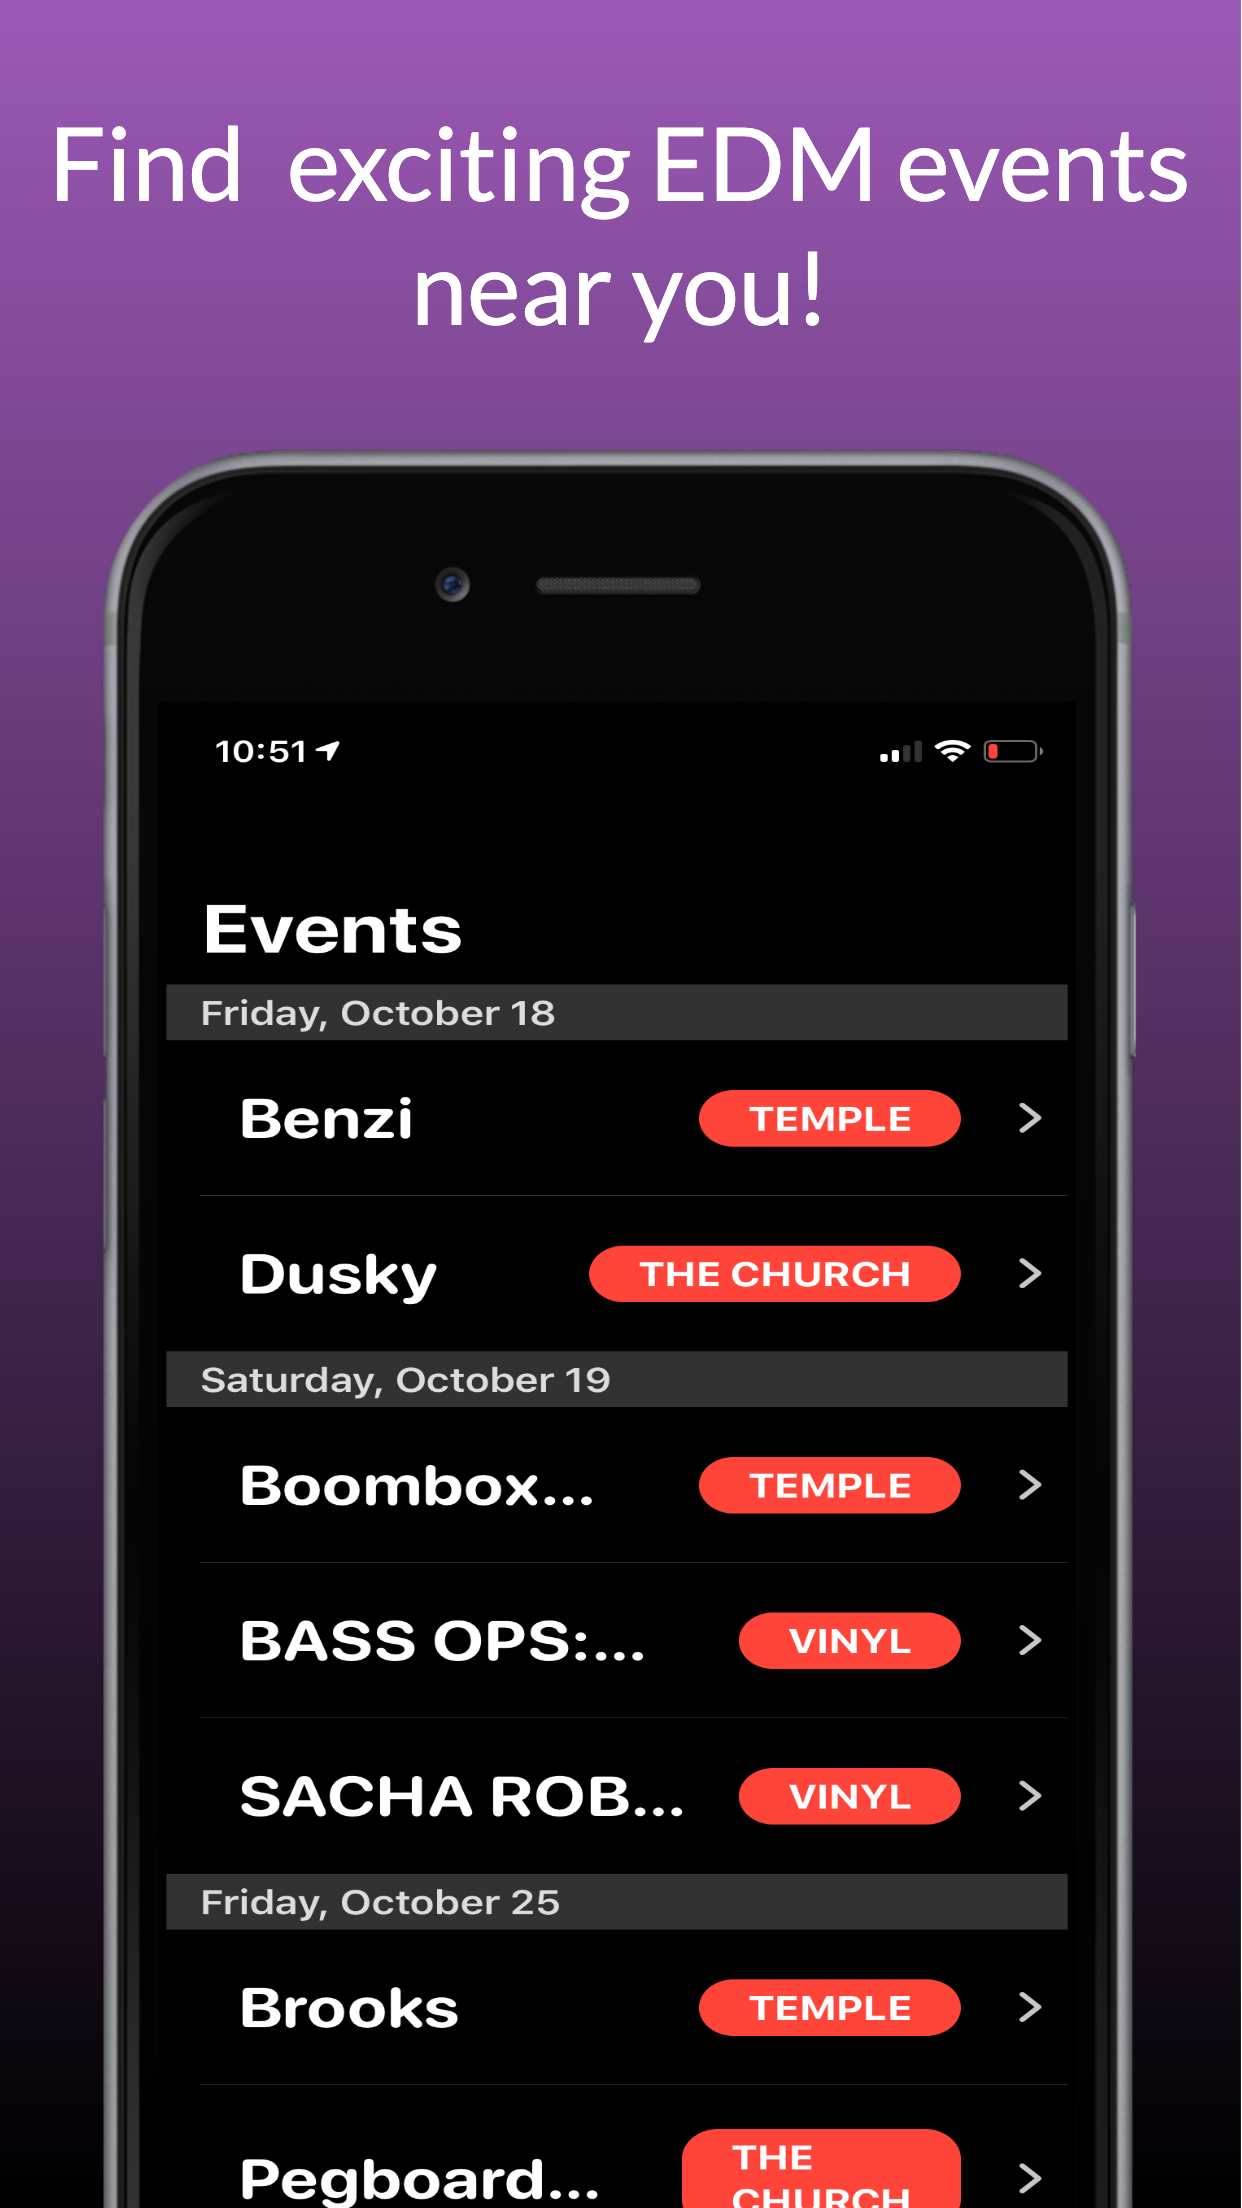 Find exciting EDM events
near you!
10:51
Events
Friday, October 18
Benzi TEMPLE
Dusky THE CHURCH
Saturday, October 19
Boombox... TEMPLE
BASS OPS:... VINYL
SACHA ROB... VINYL
Friday, October 25
Brooks TEMPLE
Pegboard... THE
CHURCH